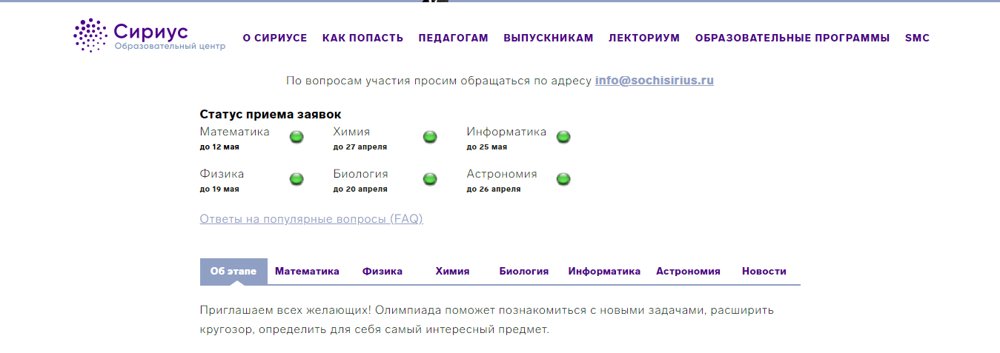 Сириус
Образовательный центр
О СИРИУСЕ КАК ПОПАСТЬ ПЕДАГОГАМ ВЫПУСКНИКАМ ЛЕКТОРИУМ ОБРАЗОВАТЕЛЬНЫЕ ПРОГРАММЫ SMC
По вопросам участия просим обращаться по адресу info@sochisirius.ru
Статус приема заявок
Математика Химия Информатика
до 12 мая до 27 апреля до 25 мая
Физика Биология Астрономия
до 19 мая до 20 апреля до 26 апреля
Ответы на популярные вопросы (FAQ)
Об этапе Математика Физика Химия Биология Информатика Астрономия Новости
Приглашаем всех желающих! Олимпиада поможет познакомиться с новыми задачами, расширить
кругозор, определить для себя самый интересный предмет.